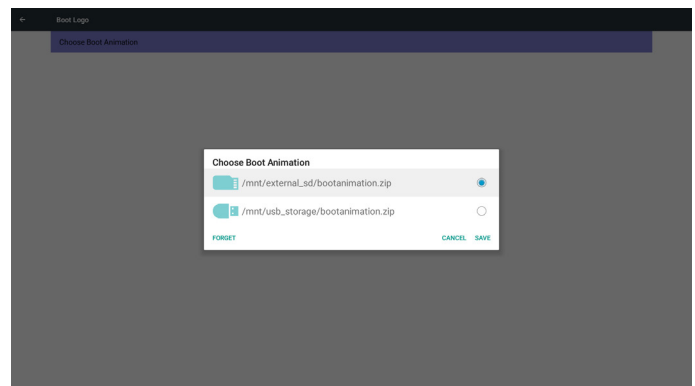 Boot Logo
Choose Boot Animation
Choose Boot Animation
/mnt/external_sd/bootanimation.zip
/mnt/usb_storage/bootanimation.zip
FORGET CANCEL SAVE